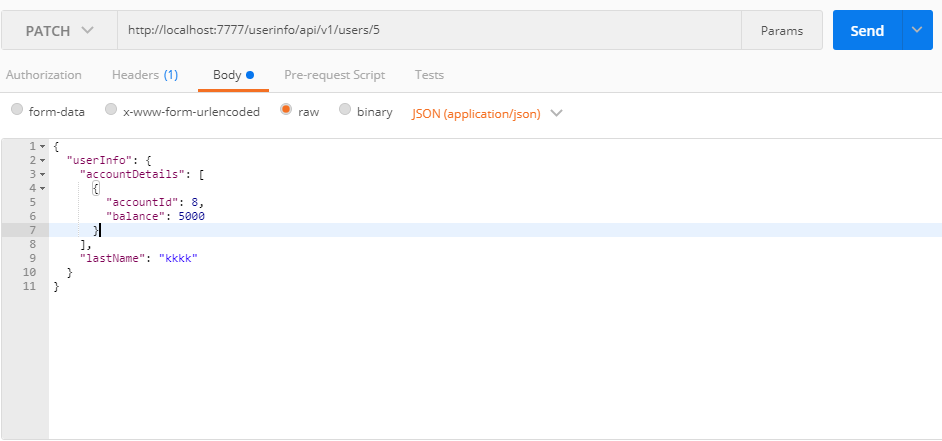 PATCH http://localhost:7777/userinfo/api/v1/users/5 Params Send
Authorization Headers (1) Body Pre-request Script Tests
form-data x-www-form-urlencoded raw binary JSON (application/json)
1 {
2 "userInfo": {
3 "accountDetails": [
4 {
5 "accountId": 8,
6 "balance": 5000
7 }
8 ],
9 "lastName": "kkkk"
10 }
11 }